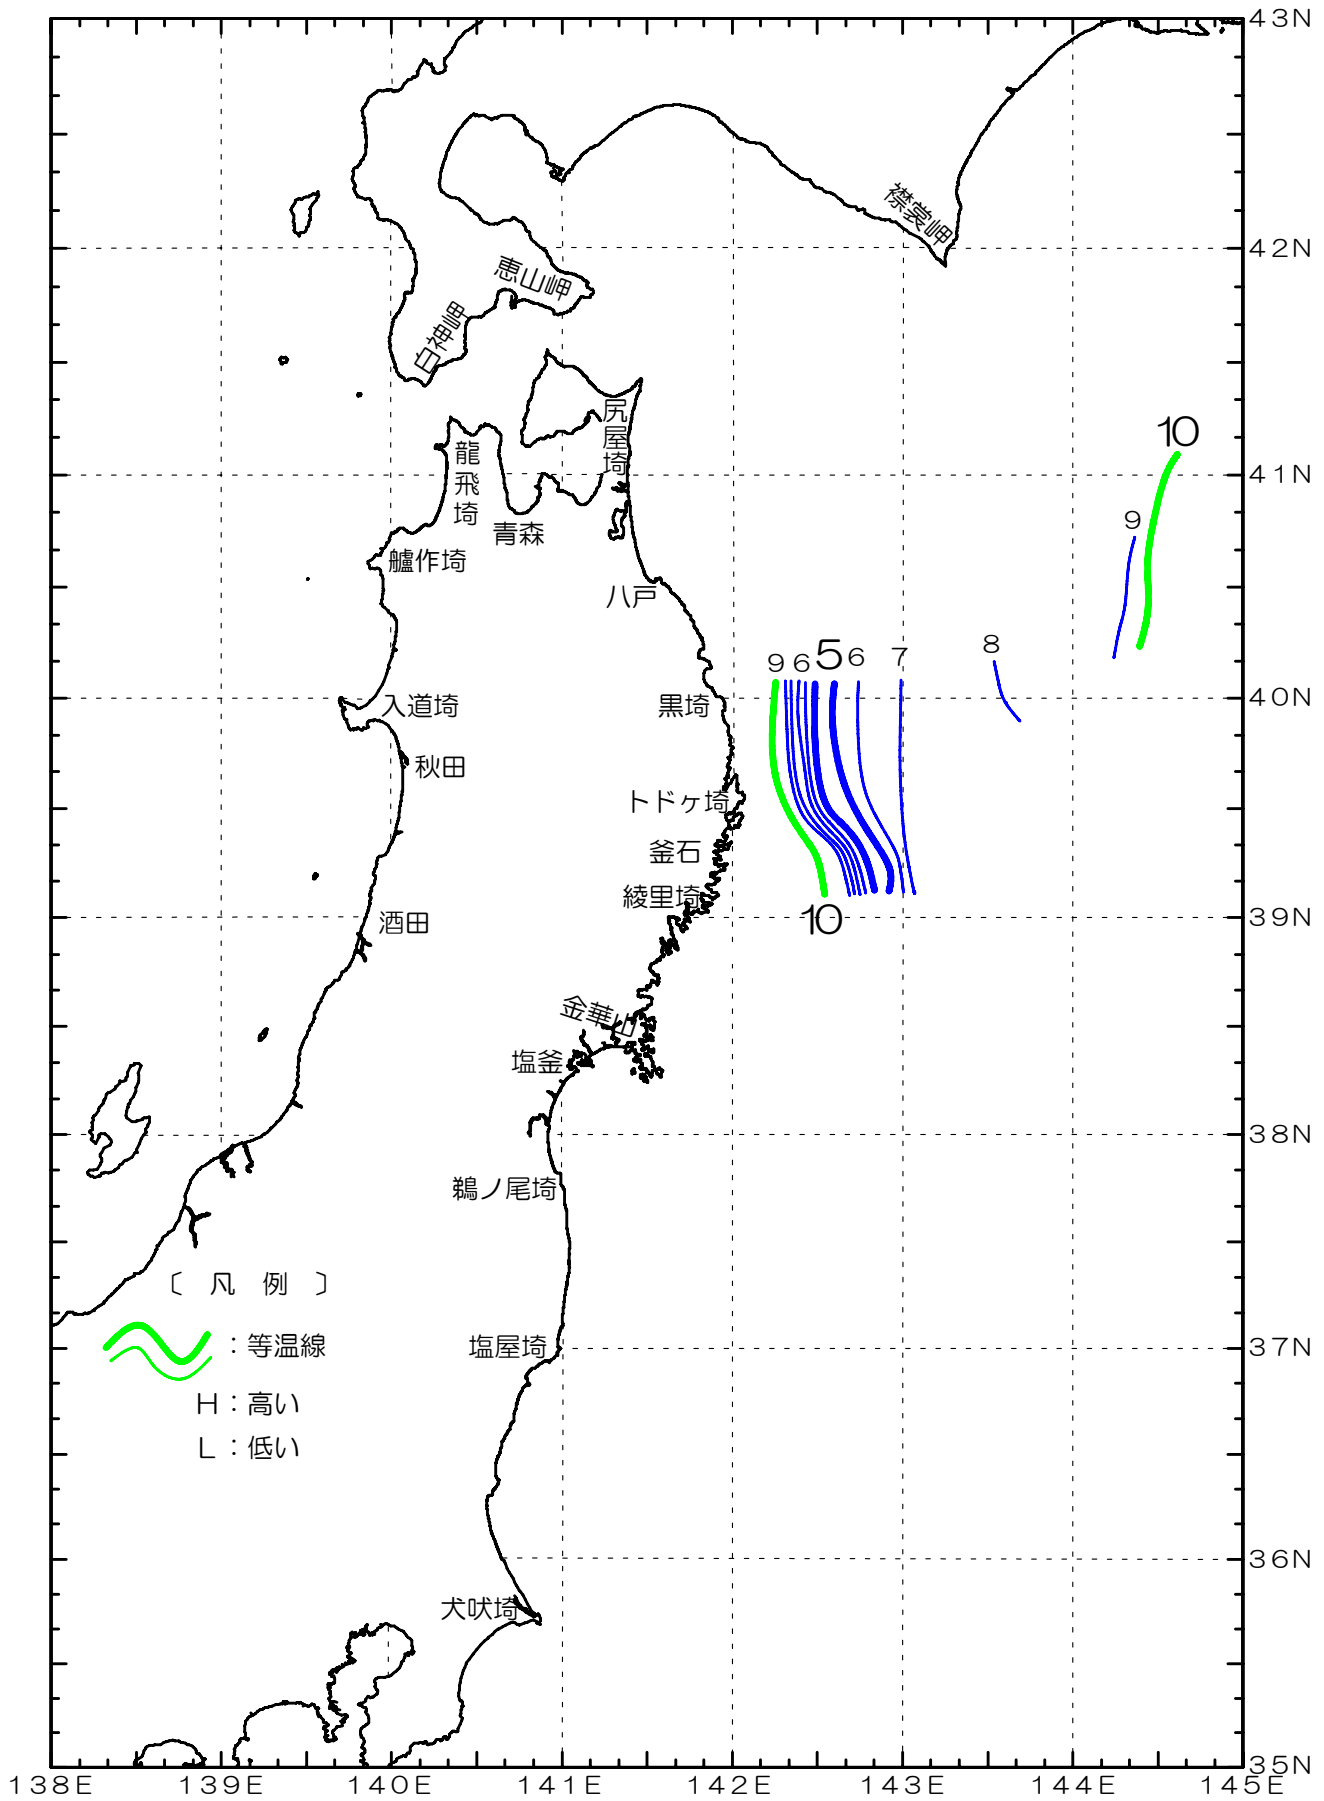 43N
襟裳岬
42N
恵山岬
白神岬
尻屋埼
10
龍飛埼
41N
9
青森
艫作埼
八戸
9 6 5 6 7 8
入道埼
黒埼
40N
秋田
トドヶ埼
釜石
綾里埼
10
39N
酒田
金華山
塩釜
38N
鵜ノ尾埼
〔 凡 例 〕
:等温線
塩屋埼
37N
H:高い
L:低い
36N
犬吠埼
35N
138E 139E 140E 141E 142E 143E 144E 145E